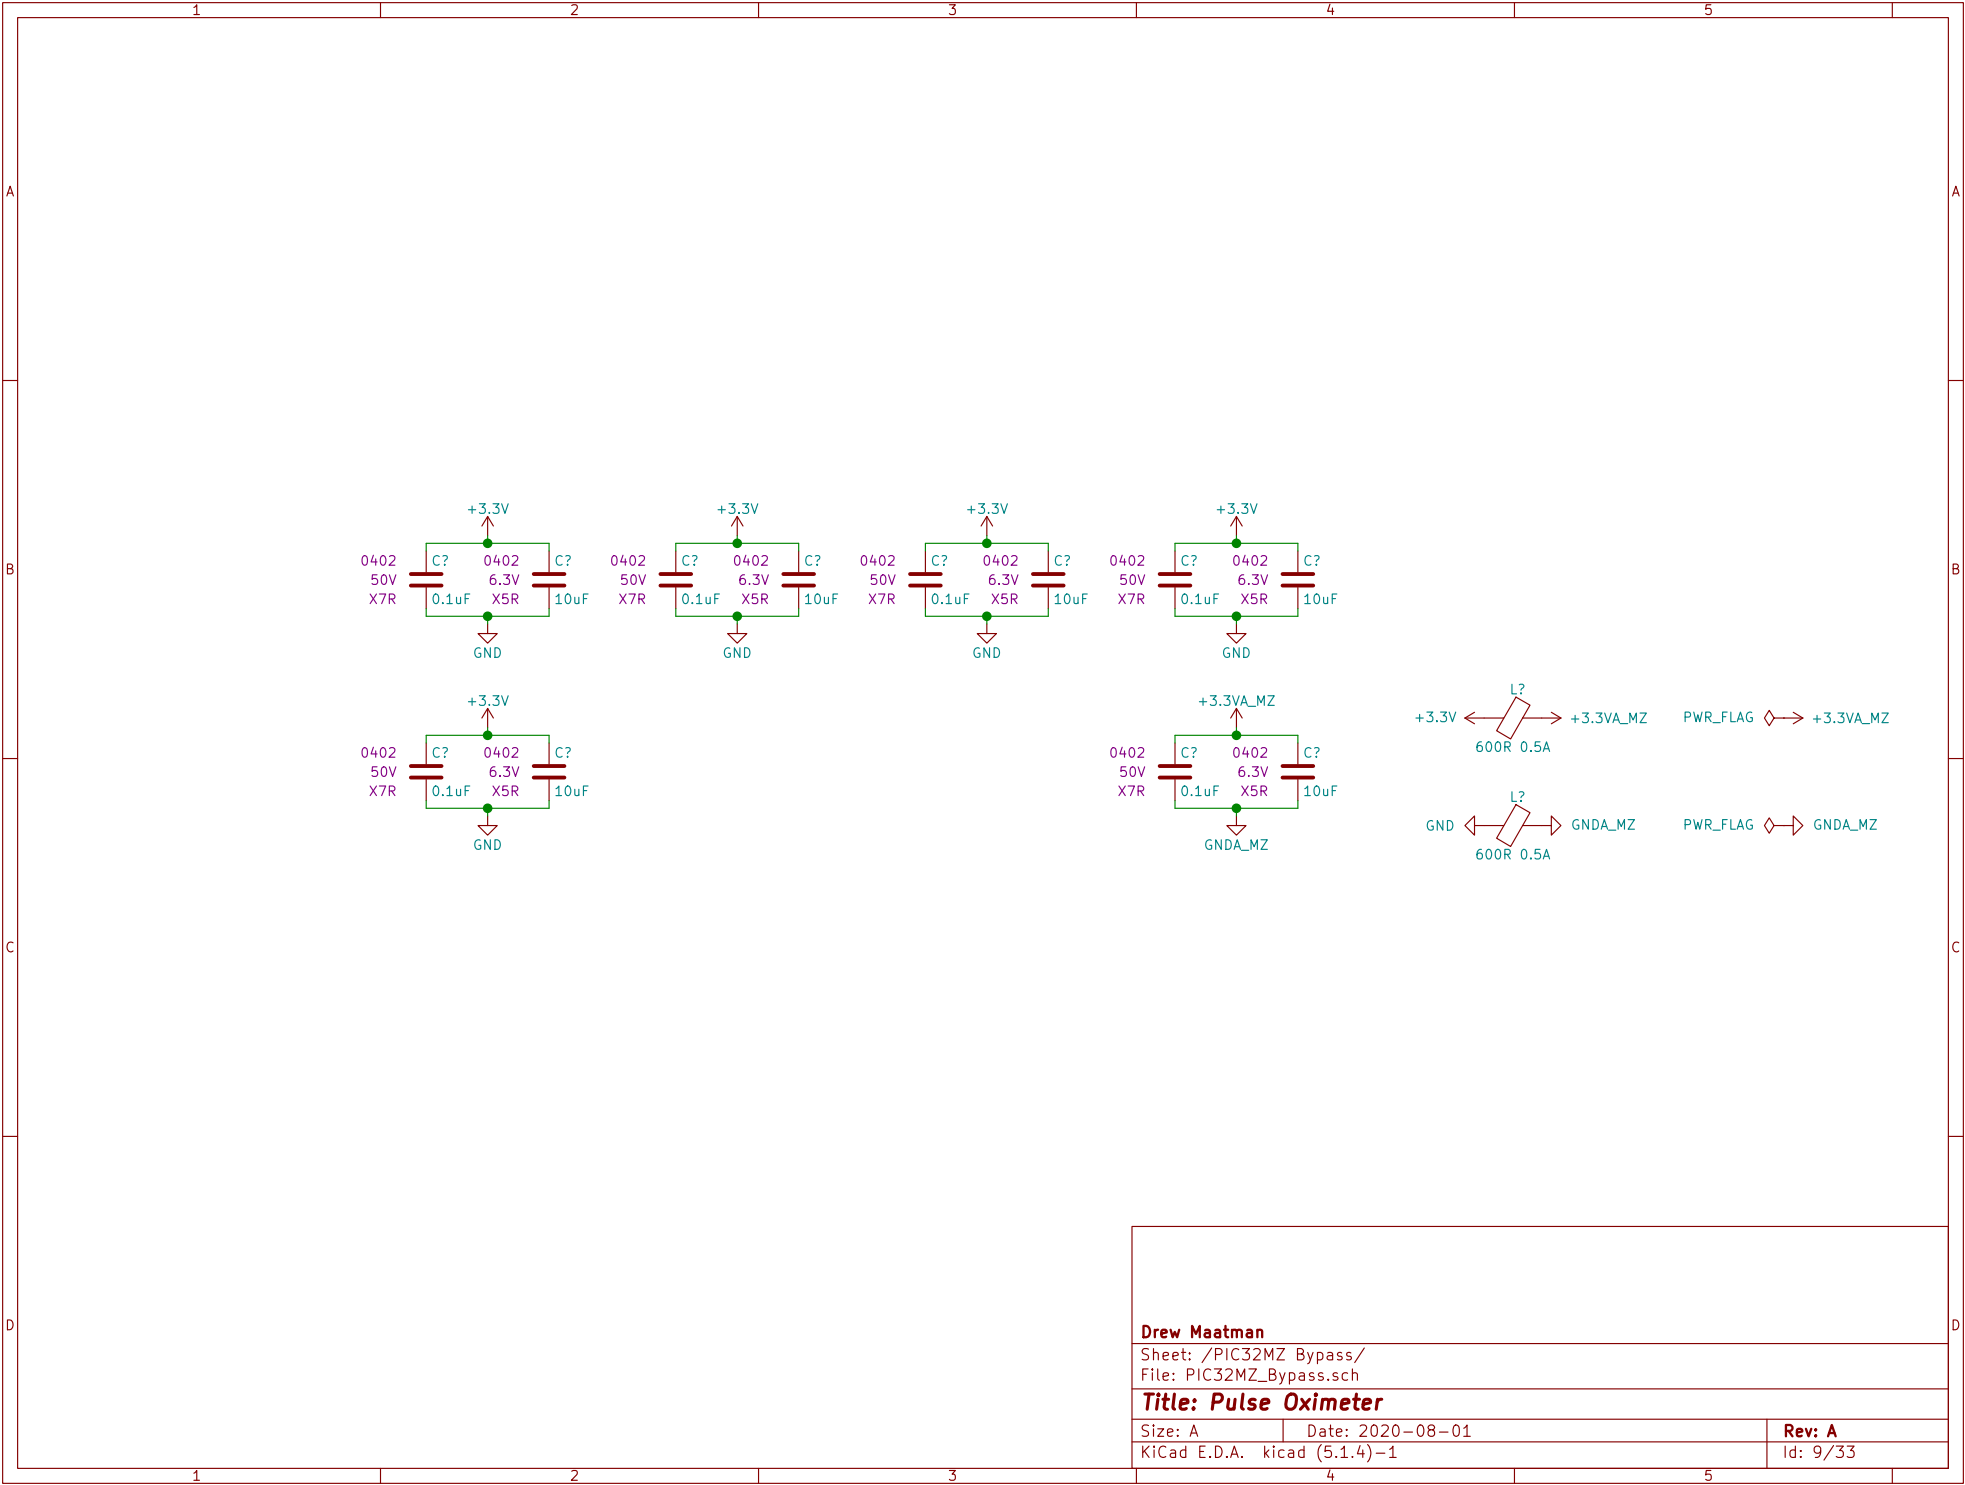 1 2 3 4 5
A A
+3.3V +3.3V +3.3V +3.3V
0402 C? 0402 C? 0402 C? 0402 C? 0402 C? 0402 C? 0402 C? 0402 C?
B B
50V 6.3V 50V 6.3V 50V 6.3V 50V 6.3V
X7R 0.1uF X5R 10uF X7R 0.1uF X5R 10uF X7R 0.1uF X5R 10uF X7R 0.1uF X5R 10uF
GND GND GND GND
L?
+3.3V +3.3VA_MZ
+3.3V +3.3VA_MZ PWR_FLAG +3.3VA_MZ
600R 0.5A
0402 C? 0402 C? 0402 C? 0402 C?
50V 6.3V 50V 6.3V
X7R 0.1uF X5R 10uF X7R 0.1uF X5R 10uF
L?
GND GNDA_MZ PWR_FLAG GNDA_MZ
GND GNDA_MZ
600R 0.5A
C C
D D
Drew Maatman
Sheet: /PIC32MZ Bypass/
File: PIC32MZ_Bypass.sch
Title: Pulse Oximeter
Size: A Date: 2020-08-01 Rev: A
KiCad E.D.A. kicad (5.1.4)-1 Id: 9/33
1 2 3 4 5